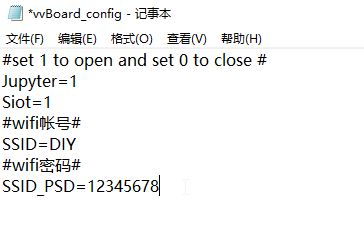 *vvBoard_config - 记事本
文件(F) 编辑(E) 格式(O) 查看(V) 帮助(H)
#set 1 to open and set 0 to close #
Jupyter=1
Siot=1
#wifi帐号#
SSID=DIY
#wifi密码#
SSID_PSD=12345678